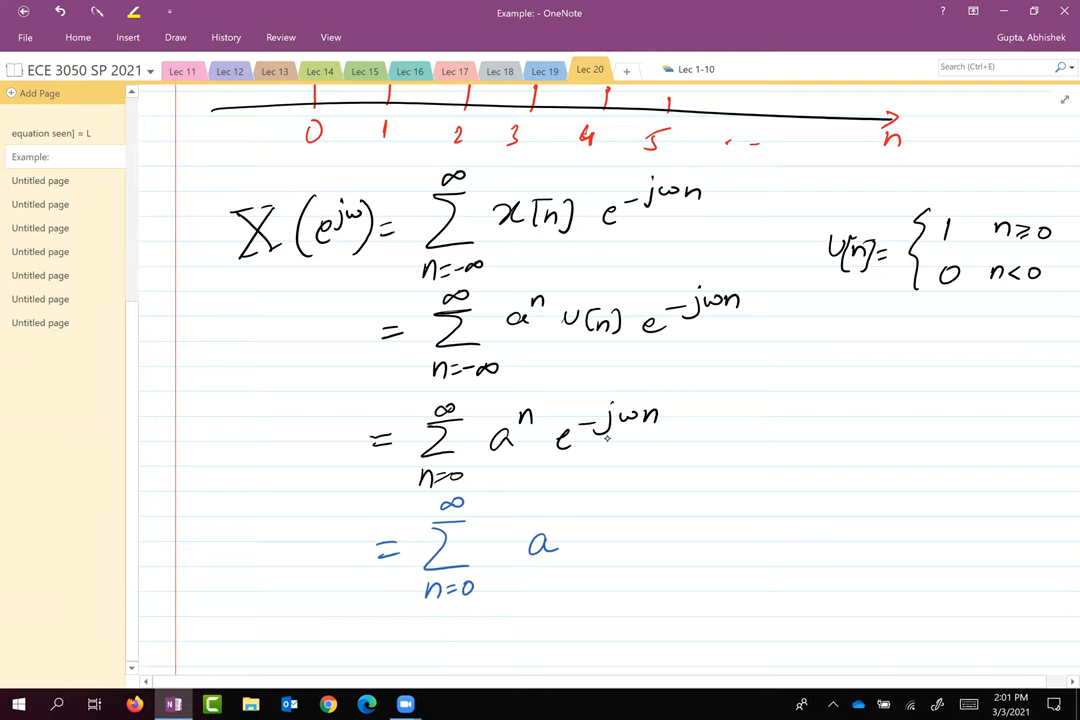 Example: - OneNote
File Home Insert Draw History Review View
Gupta, Abhishek
ECE 3050 SP 2021
Lec 11 Lec 12 Lec 13 Lec 14 Lec 15 Lec 16 Lec 17 Lec 18 Lec 19 Lec 20 + Lec 1-10
Search (Ctrl+E)
Add Page
equation seen] = L
Example:
Untitled page
Untitled page
Untitled page
Untitled page
Untitled page
Untitled page
Untitled page
0 1 2 3 4 5 ... n
X(e^{jω}) = ∑_{n=-∞}^{∞} x[n] e^{-jωn}
U[n] = { 1 n≥0
0 n<0
= ∑_{n=-∞}^{∞} a^n U[n] e^{-jωn}
= ∑_{n=0}^{∞} a^n e^{-jωn}
= ∑_{n=0}^{∞} a
2:01 PM
3/3/2021